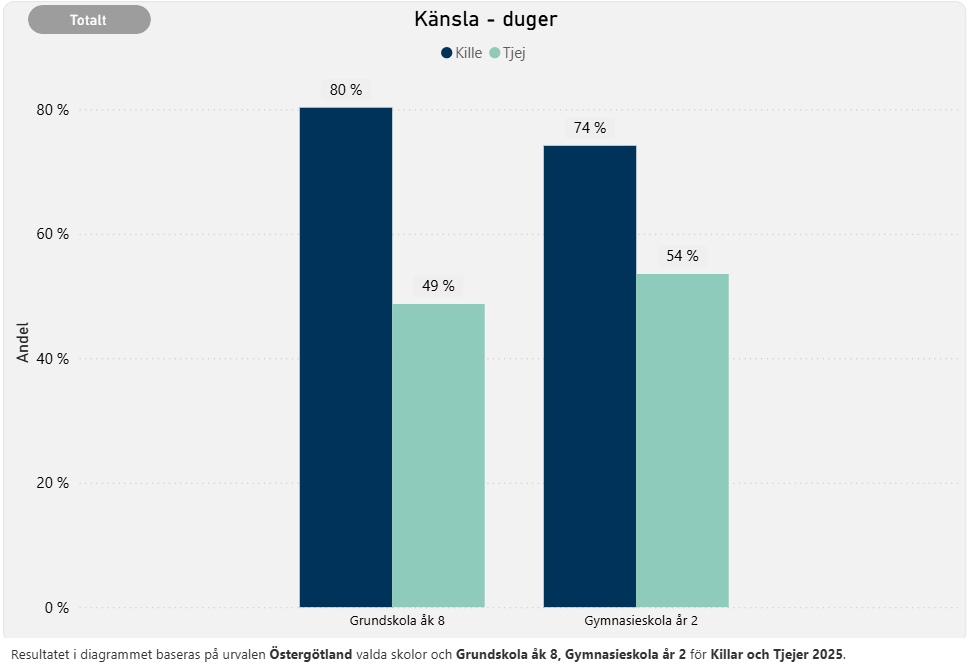 Totalt
Känsla - duger
Kille Tjej
80 %
74 %
54 %
49 %
Andel
80 %
60 %
40 %
20 %
0 %
Grundskola åk 8
Gymnasieskola år 2
Resultatet i diagrammet baseras på urvalen Östergötland valda skolor och Grundskola åk 8, Gymnasieskola år 2 för Killar och Tjejer 2025.